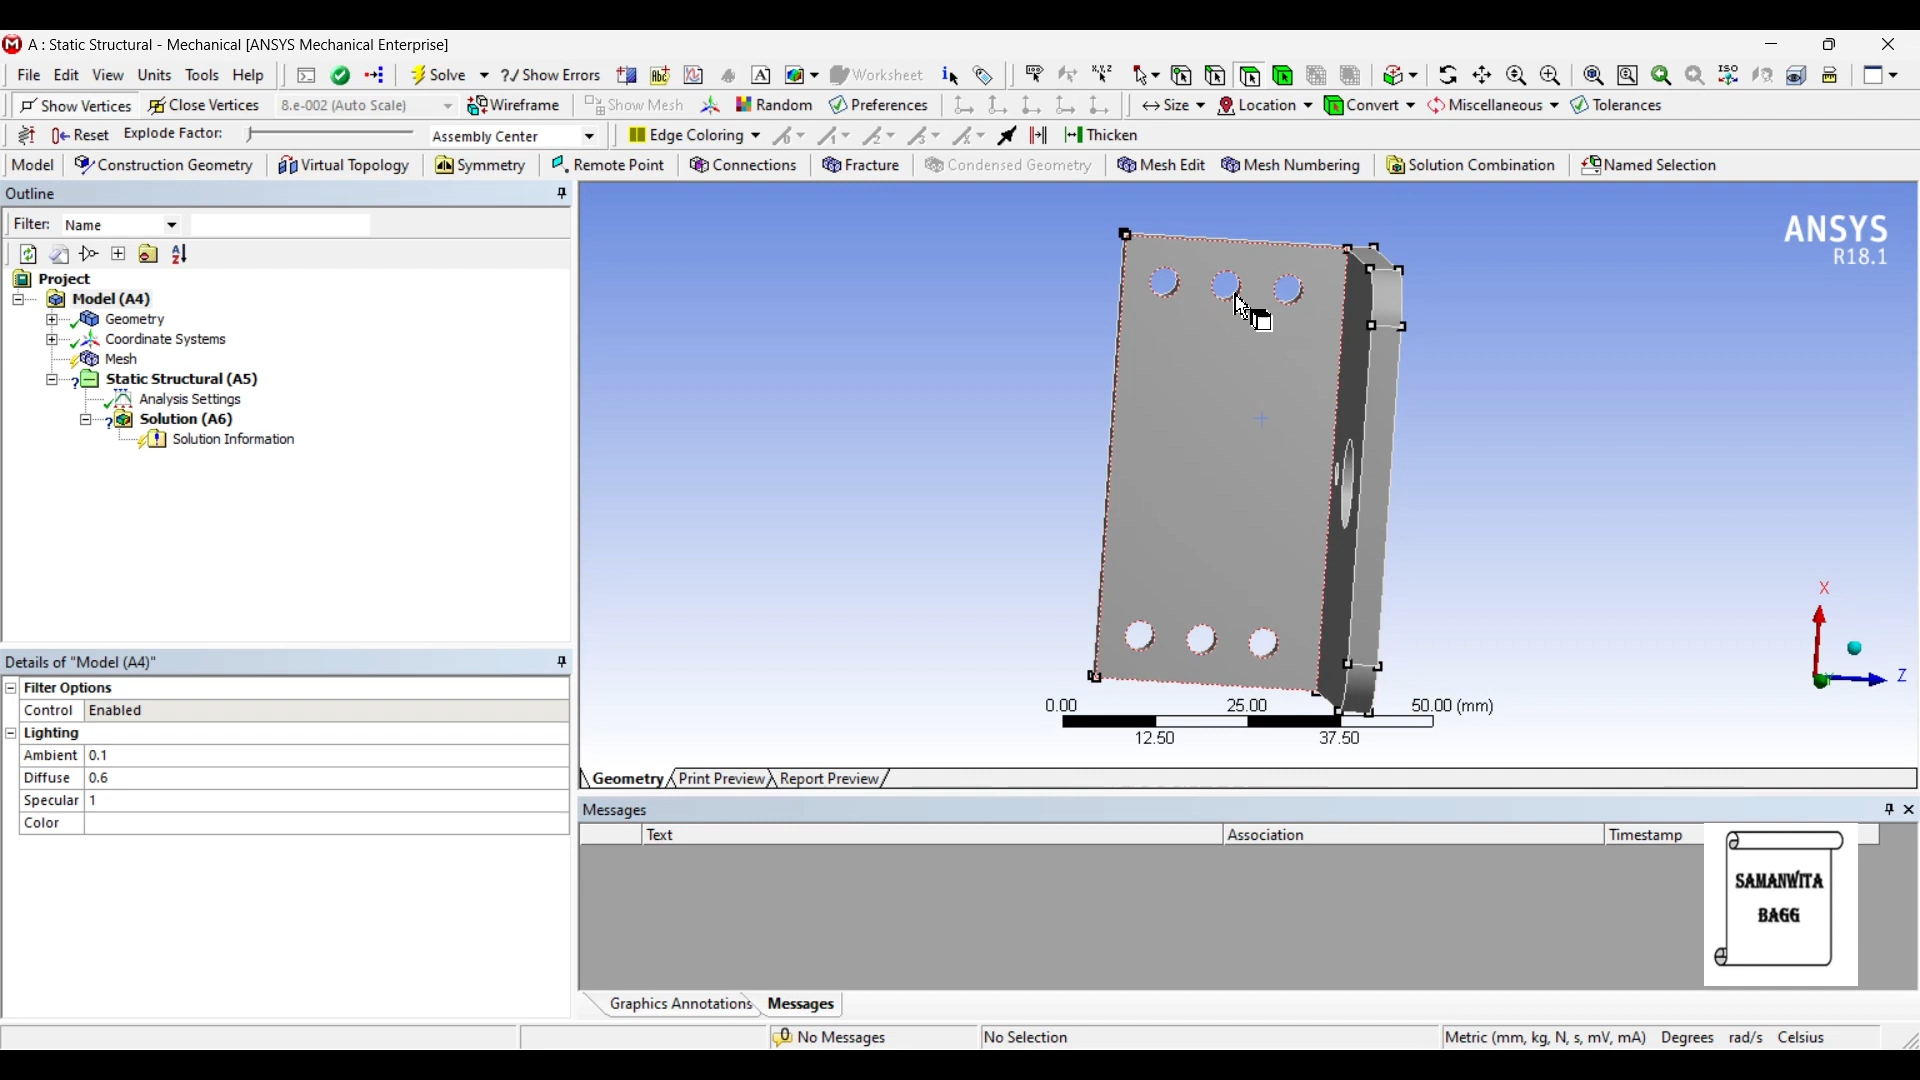 A : Static Structural - Mechanical [ANSYS Mechanical Enterprise]
File Edit View Units Tools Help Solve ?/ Show Errors Worksheet
Show Vertices Close Vertices 8.e-002 (Auto Scale) Wireframe Show Mesh Random Preferences Size Location Convert Miscellaneous Tolerances
Reset Explode Factor: Assembly Center Edge Coloring Thicken
Model Construction Geometry Virtual Topology Symmetry Remote Point Connections Fracture Condensed Geometry Mesh Edit Mesh Numbering Solution Combination Named Selection
Outline
Filter: Name
Project
Model (A4)
Geometry
Coordinate Systems
Mesh
Static Structural (A5)
Analysis Settings
Solution (A6)
Solution Information
ANSYS
R18.1
X
Z
0.00 25.00 50.00 (mm)
12.50 37.50
Details of "Model (A4)"
Filter Options
Control Enabled
Lighting
Ambient 0.1
Diffuse 0.6
Specular 1
Color
Geometry Print Preview Report Preview
Messages
Text Association Timestamp
SAMANWITA
BAGG
Graphics Annotations Messages
0 No Messages No Selection Metric (mm, kg, N, s, mV, mA) Degrees rad/s Celsius